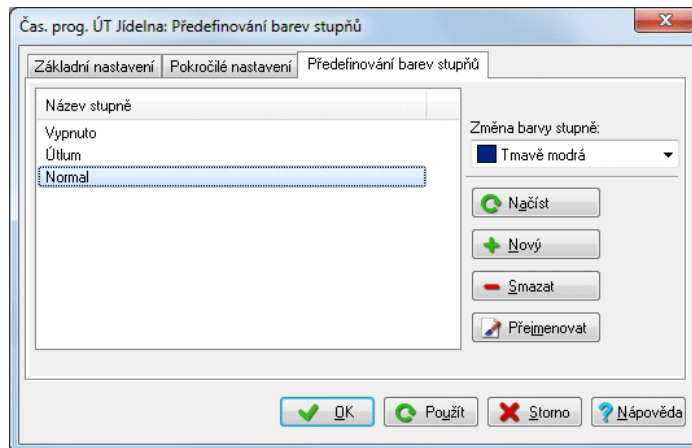 Čas. prog. ÚT Jídelna: Předefinování barev stupňů
Základní nastavení Pokročilé nastavení Předefinování barev stupňů
Název stupně
Vypnuto
Útlum
Normal
Změna barvy stupně:
Tmavě modrá
Načíst
Nový
Smazat
Přejmenovat
OK Použít Storno Nápověda